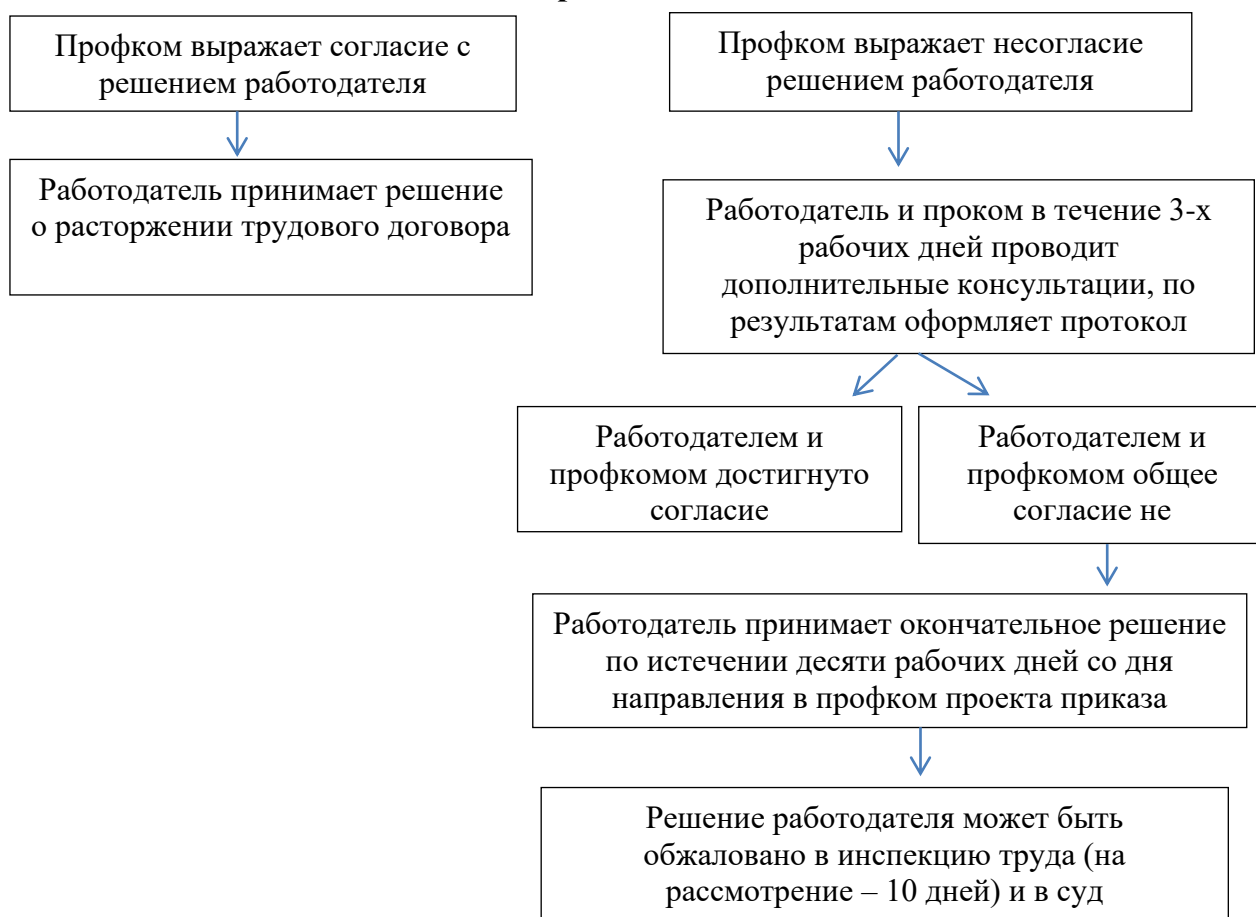 Профком выражает согласие с
решением работодателя
Профком выражает несогласие
решением работодателя
Работодатель принимает решение
о расторжении трудового договора
Работодатель и проком в течение 3-х
рабочих дней проводит
дополнительные консультации, по
результатам оформляет протокол
Работодателем и
профкомом достигнуто
согласие
Работодателем и
профкомом общее
согласие не
Работодатель принимает окончательное решение
по истечении десяти рабочих дней со дня
направления в профком проекта приказа
Решение работодателя может быть
обжаловано в инспекцию труда (на
рассмотрение – 10 дней) и в суд